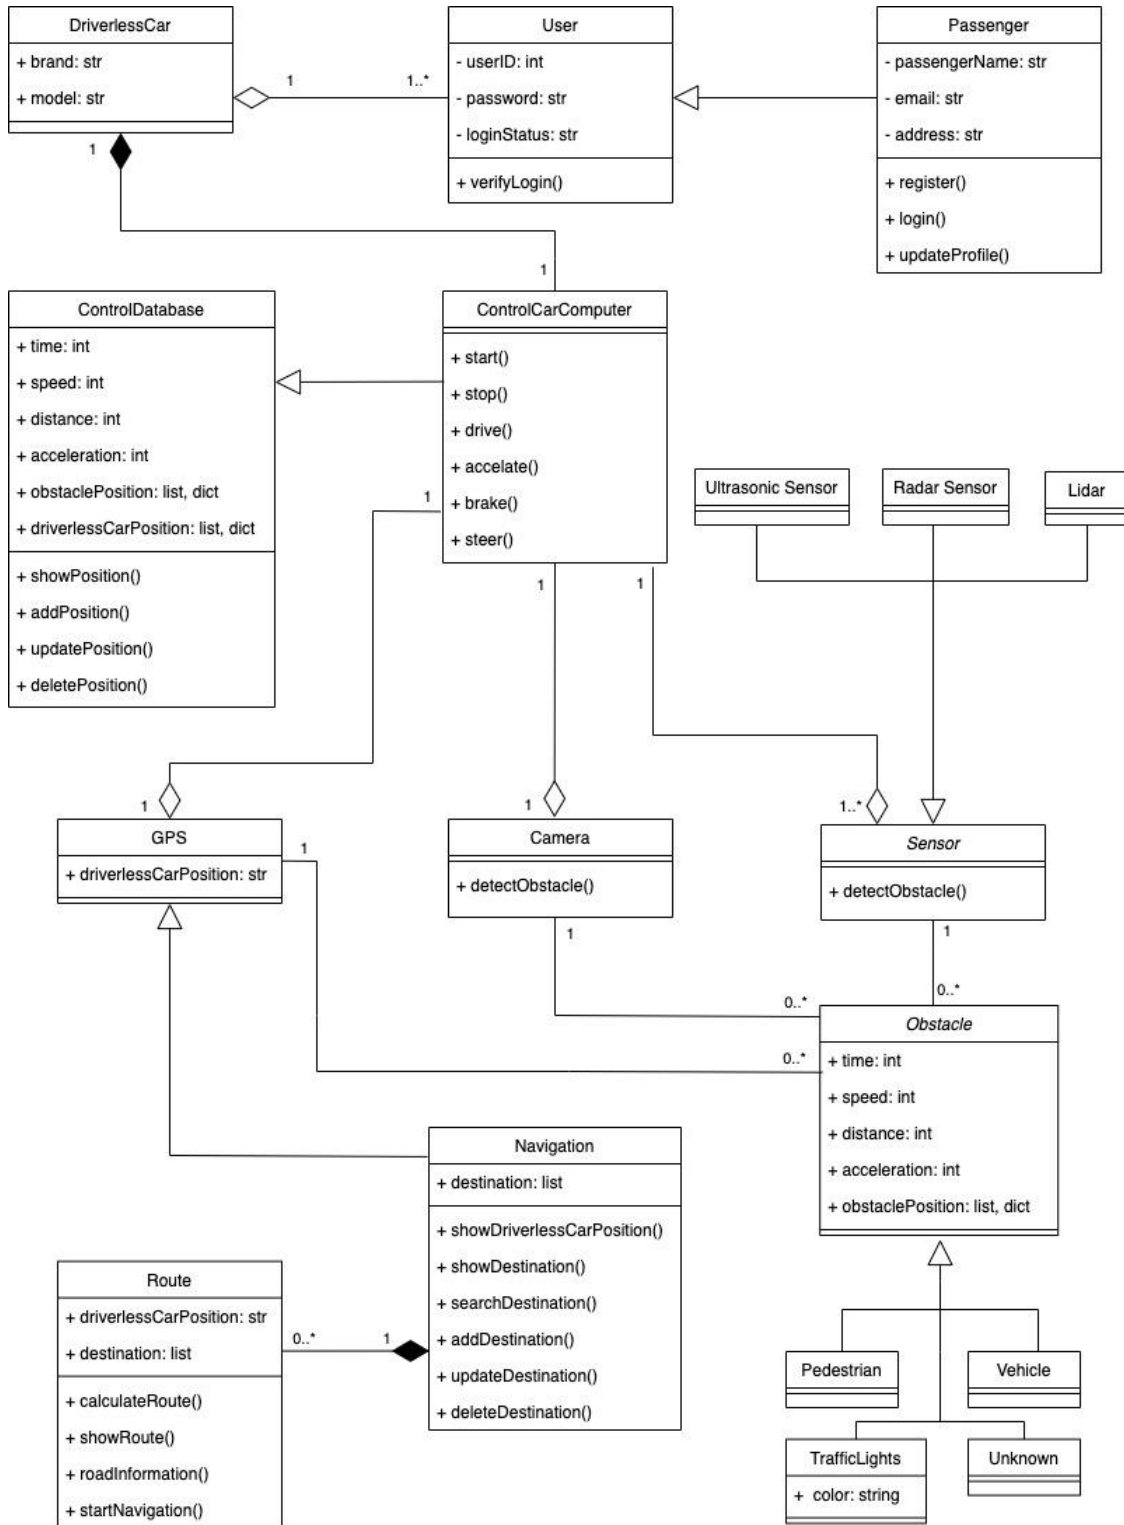 DriverlessCar
+ brand: str
+ model: str
1
1..*
1
User
- userID: int
- password: str
- loginStatus: str
+ verifyLogin()
Passenger
- passengerName: str
- email: str
- address: str
+ register()
+ login()
+ updateProfile()
1
ControlDatabase
+ time: int
+ speed: int
+ distance: int
+ acceleration: int
+ obstaclePosition: list, dict
+ driverlessCarPosition: list, dict
+ showPosition()
+ addPosition()
+ updatePosition()
+ deletePosition()
ControlCarComputer
+ start()
+ stop()
+ drive()
+ accelate()
+ brake()
+ steer()
1
1
1
Ultrasonic Sensor
Radar Sensor
Lidar
1
1
1..*
GPS
+ driverlessCarPosition: str
1
Camera
+ detectObstacle()
1
Sensor
+ detectObstacle()
1
0..*
0..*
0..*
Obstacle
+ time: int
+ speed: int
+ distance: int
+ acceleration: int
+ obstaclePosition: list, dict
Navigation
+ destination: list
+ showDriverlessCarPosition()
+ showDestination()
+ searchDestination()
+ addDestination()
+ updateDestination()
+ deleteDestination()
Route
+ driverlessCarPosition: str
+ destination: list
+ calculateRoute()
+ showRoute()
+ roadInformation()
+ startNavigation()
0..*
1
Pedestrian
Vehicle
TrafficLights
+ color: string
Unknown